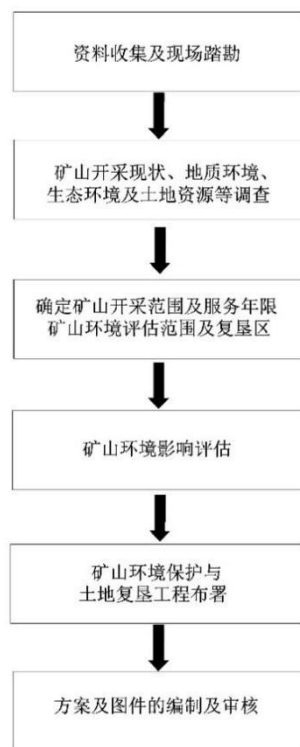 资料收集及现场踏勘
矿山开采现状、地质环境、
生态环境及土地资源等调查
确定矿山开采范围及服务年限
矿山环境评估范围及复垦区
矿山环境影响评估
矿山环境保护与
土地复垦工程布署
方案及图件的编制及审核